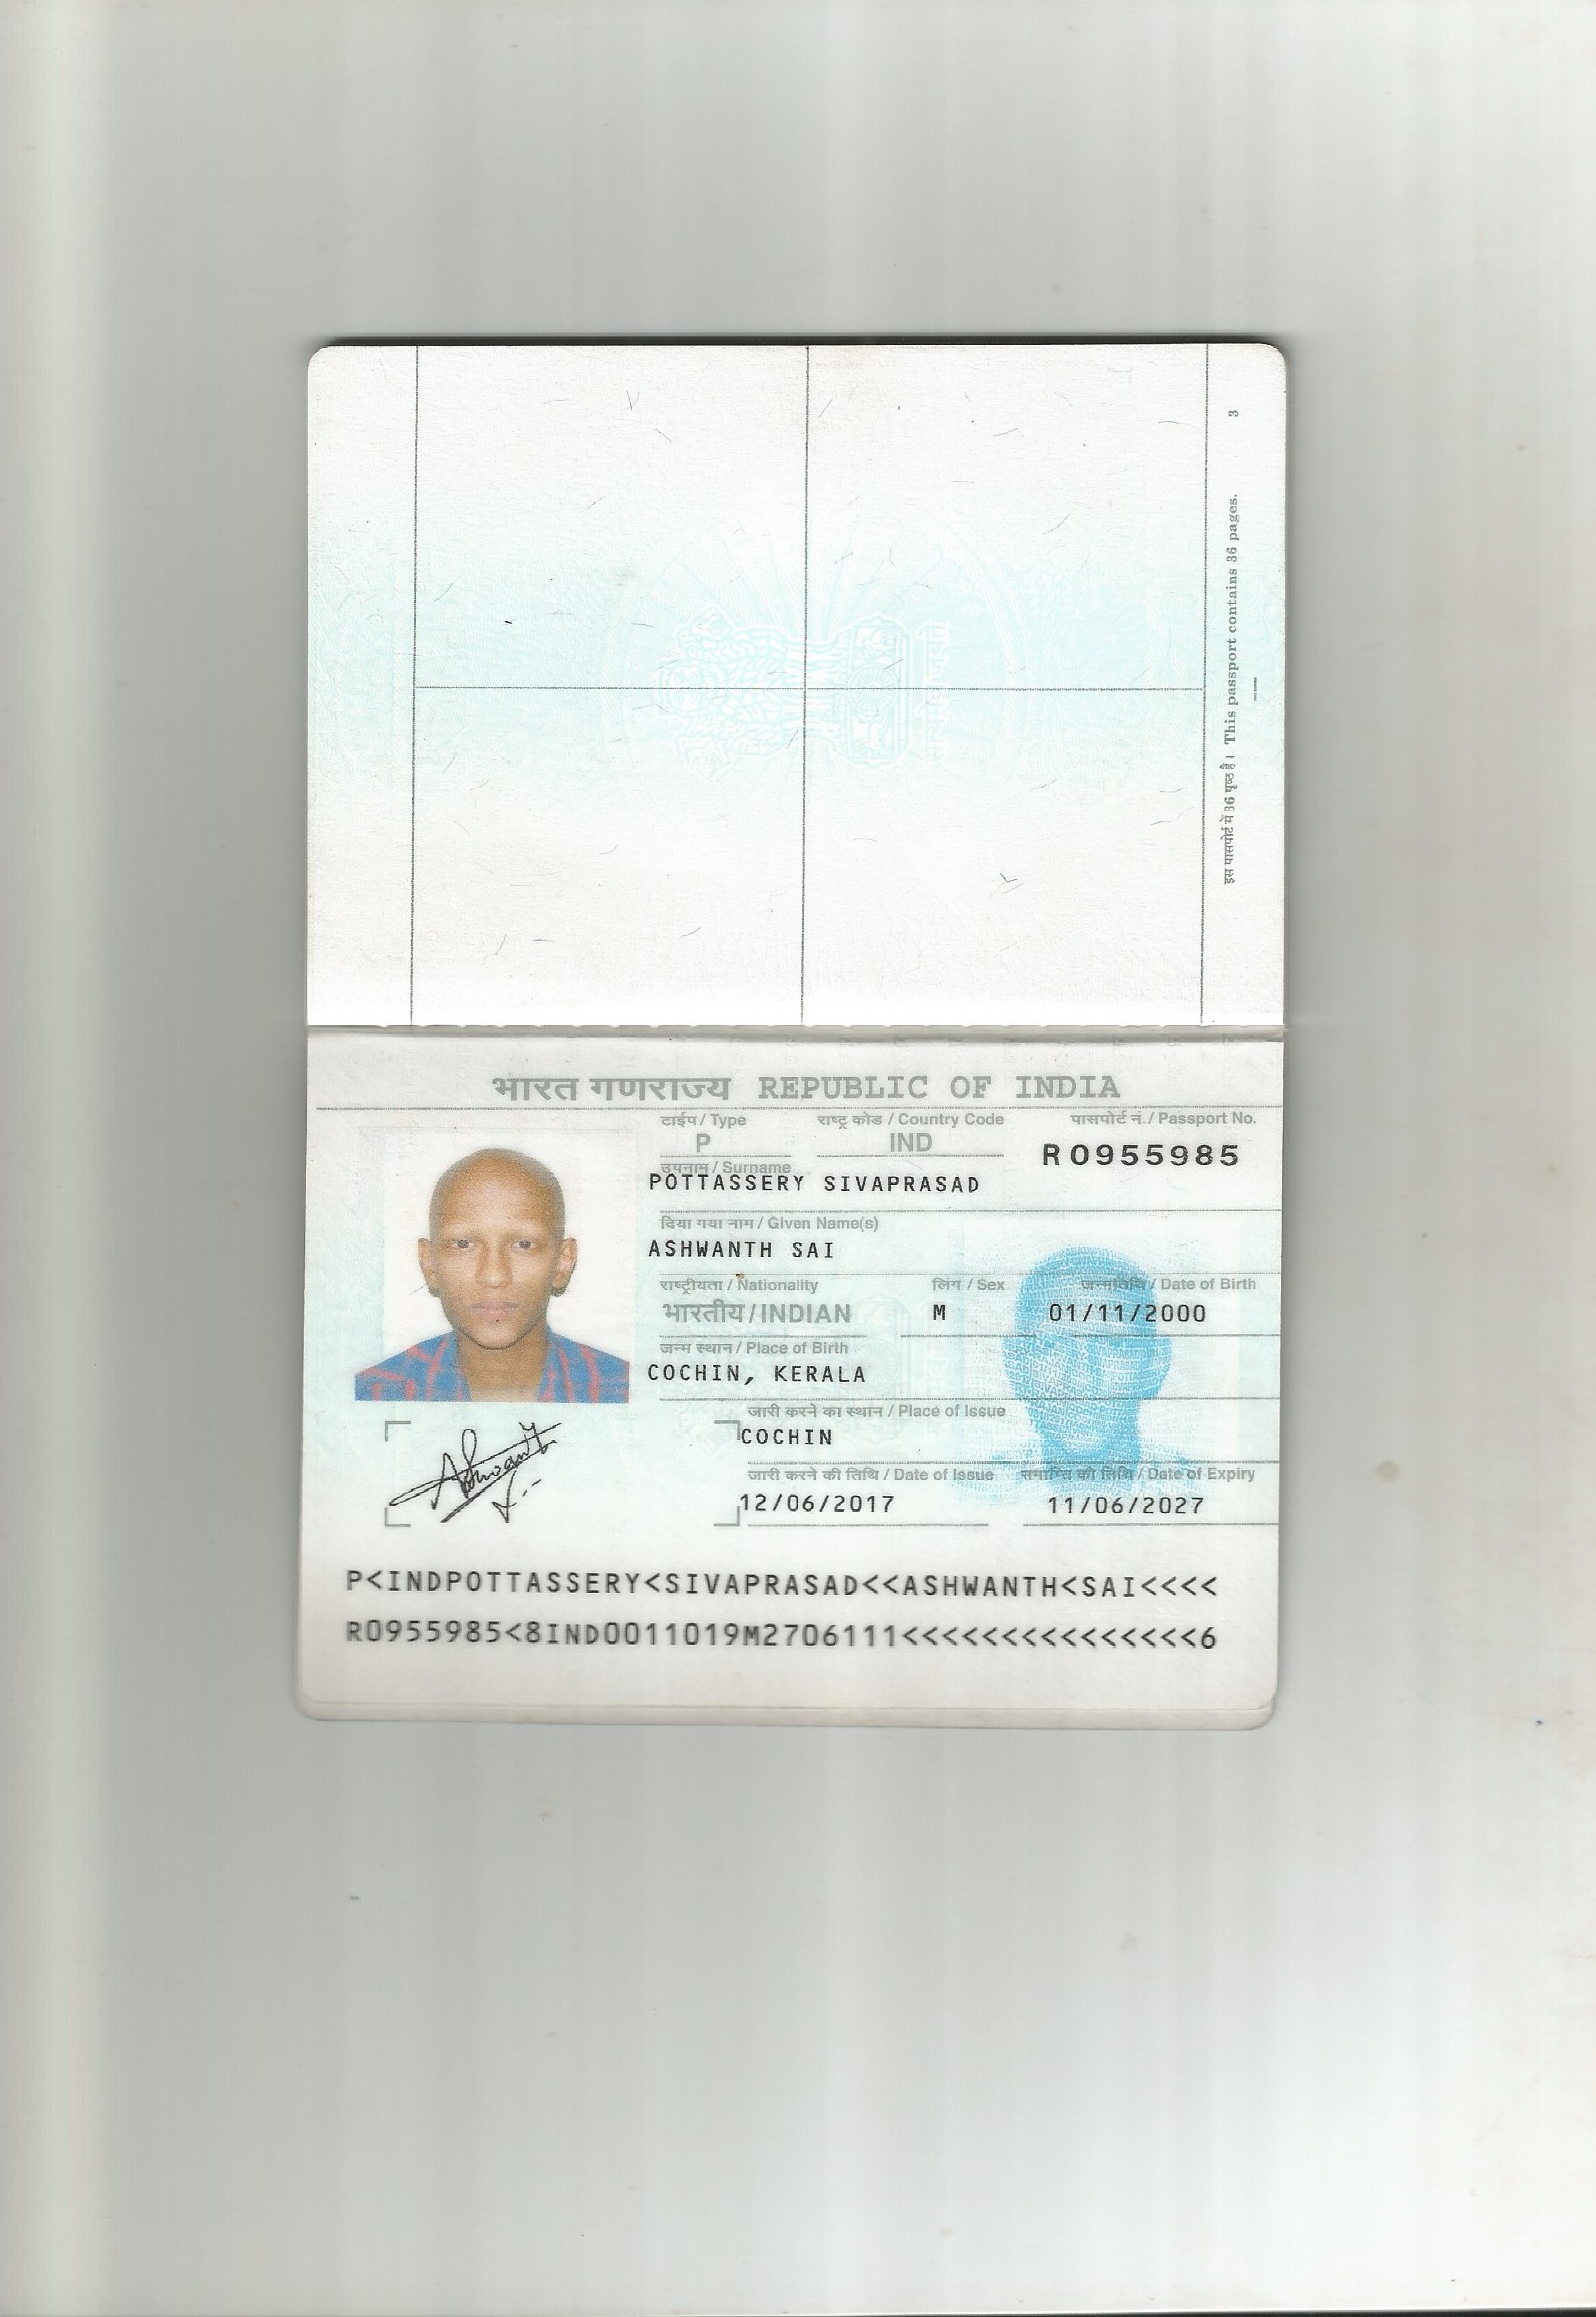 3
इस पासपोर्ट में 36 पृष्ठ है। This passport contains 36 pages.
भारत गणराज्य REPUBLIC OF INDIA
टाईप / Type राष्ट्र कोड / Country Code पासपोर्ट नं. / Passport No.
P IND R0955985
उपनाम / Surname
POTTASSERY SIVAPRASAD
दिया गया नाम / Given Name(s)
ASHWANTH SAI
राष्ट्रीयता / Nationality लिंग / Sex जन्मतिथि / Date of Birth
भारतीय / INDIAN M 01/11/2000
जन्म स्थान / Place of Birth
COCHIN, KERALA
जारी करने का स्थान / Place of Issue
COCHIN
जारी करने की तिथि / Date of Issue समाप्ति की तिथि / Date of Expiry
12/06/2017 11/06/2027
P<INDPOTTASSERY<SIVAPRASAD<<ASHWANTH<SAI<<<<
R0955985<8IND0011019M2706111<<<<<<<<<<<<<<<6